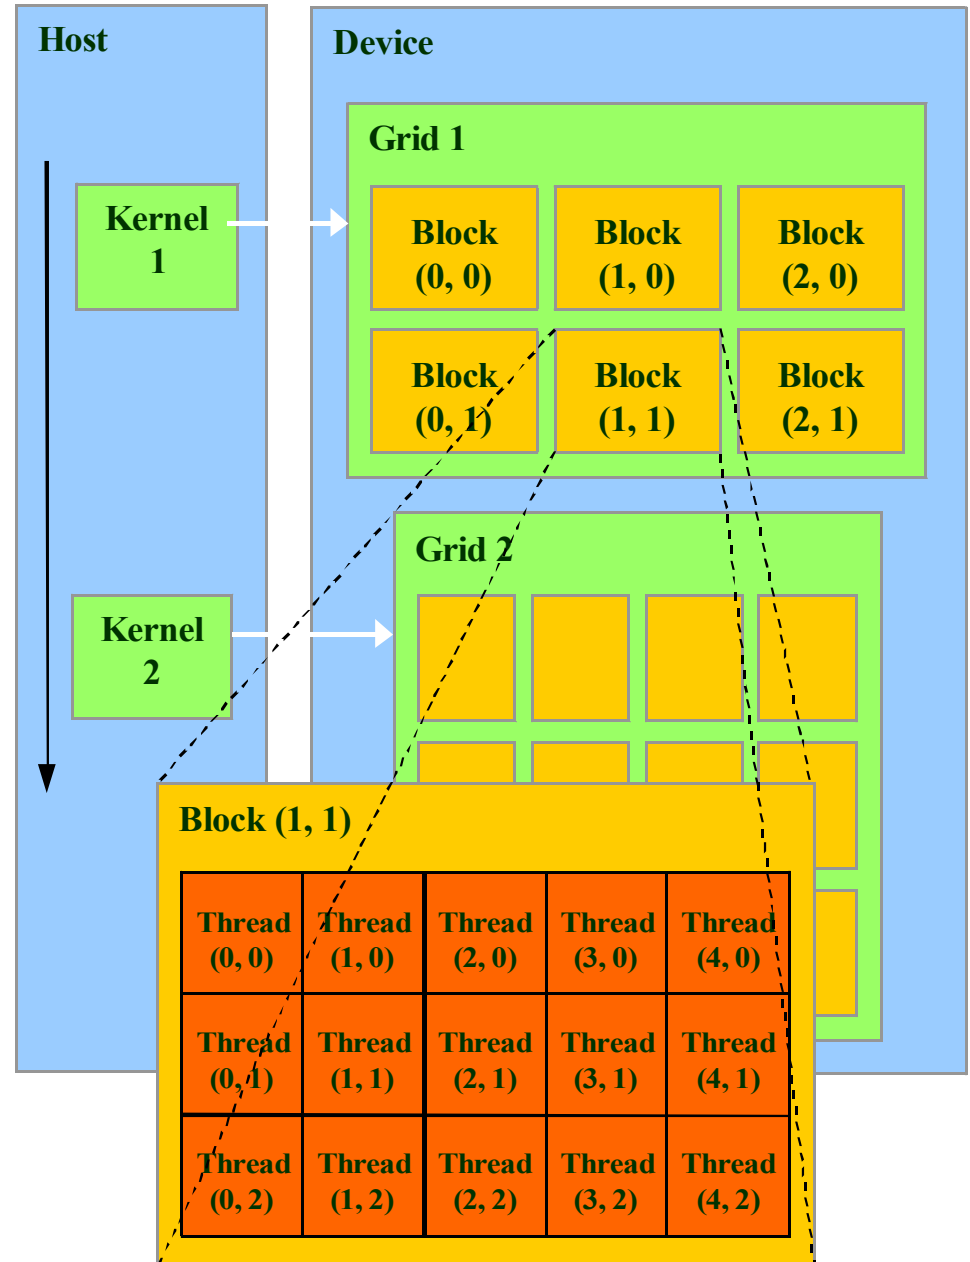 Host
Device
Grid 1
Kernel
1
Block
(0, 0)
Block
(1, 0)
Block
(2, 0)
Block
(0, 1)
Block
(1, 1)
Block
(2, 1)
Grid 2
Kernel
2
Block (1, 1)
Thread
(0, 0)
Thread
(1, 0)
Thread
(2, 0)
Thread
(3, 0)
Thread
(4, 0)
Thread
(0, 1)
Thread
(1, 1)
Thread
(2, 1)
Thread
(3, 1)
Thread
(4, 1)
Thread
(0, 2)
Thread
(1, 2)
Thread
(2, 2)
Thread
(3, 2)
Thread
(4, 2)